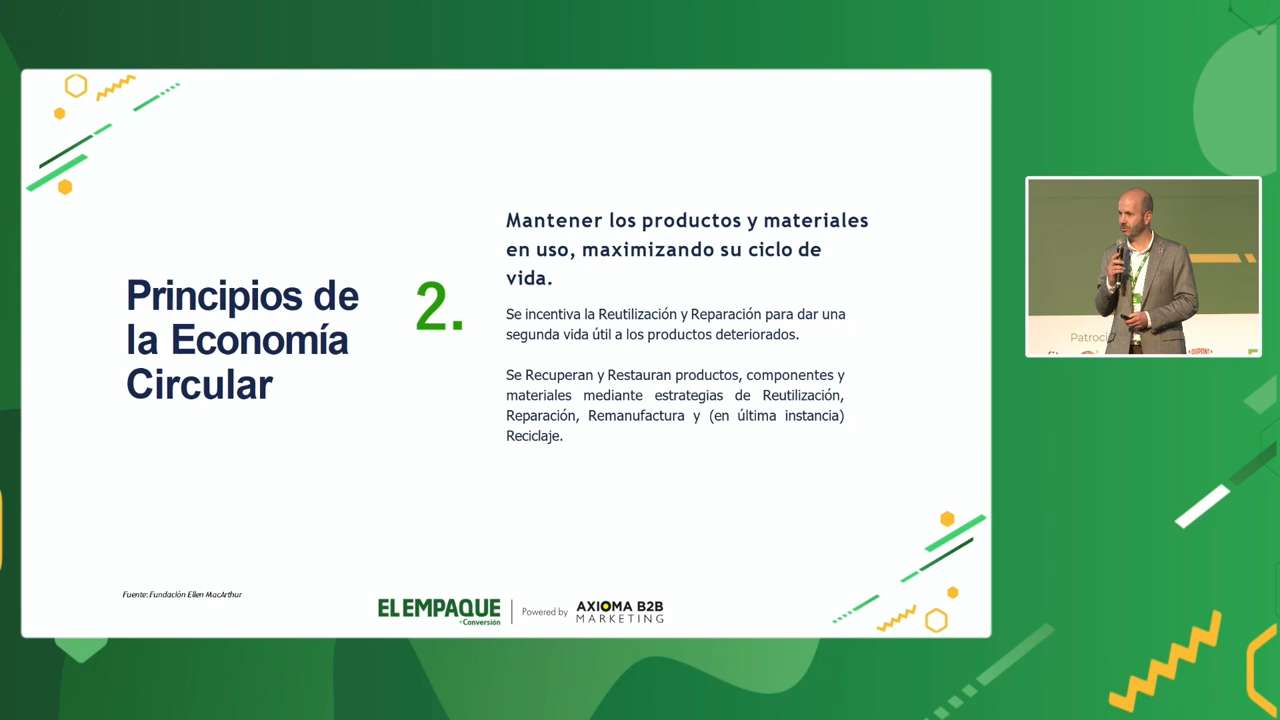 Principios de
la Economía
Circular
2.
Mantener los productos y materiales
en uso, maximizando su ciclo de
vida.
Se incentiva la Reutilización y Reparación para dar una
segunda vida útil a los productos deteriorados.
Se Recuperan y Restauran productos, componentes y
materiales mediante estrategias de Reutilización,
Reparación, Remanufactura y (en última instancia)
Reciclaje.
Fuente: Fundación Ellen MacArthur
EL EMPAQUE
+Conversión
Powered by
AXIOMA B2B
MARKETING
Patroci
DUPONT